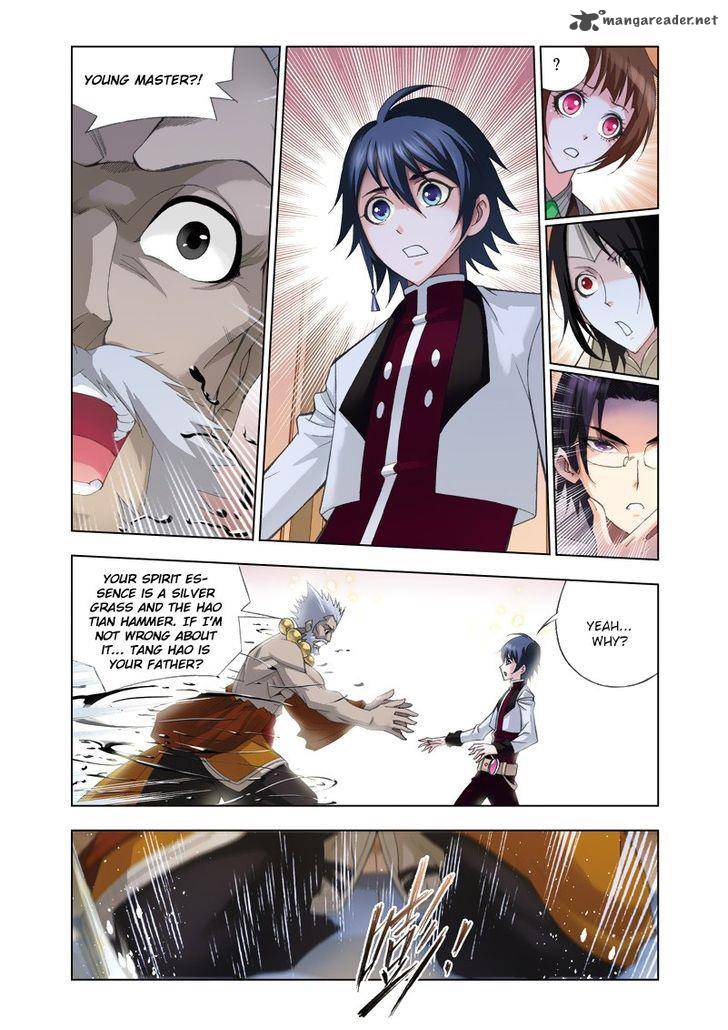 mangareader.net
YOUNG MASTER?!
?
YOUR SPIRIT ES-
SENCE IS A SILVER
GRASS AND THE HAO
TIAN HAMMER. IF I'M
NOT WRONG ABOUT
IT... TANG HAO IS
YOUR FATHER?
YEAH...
WHY?